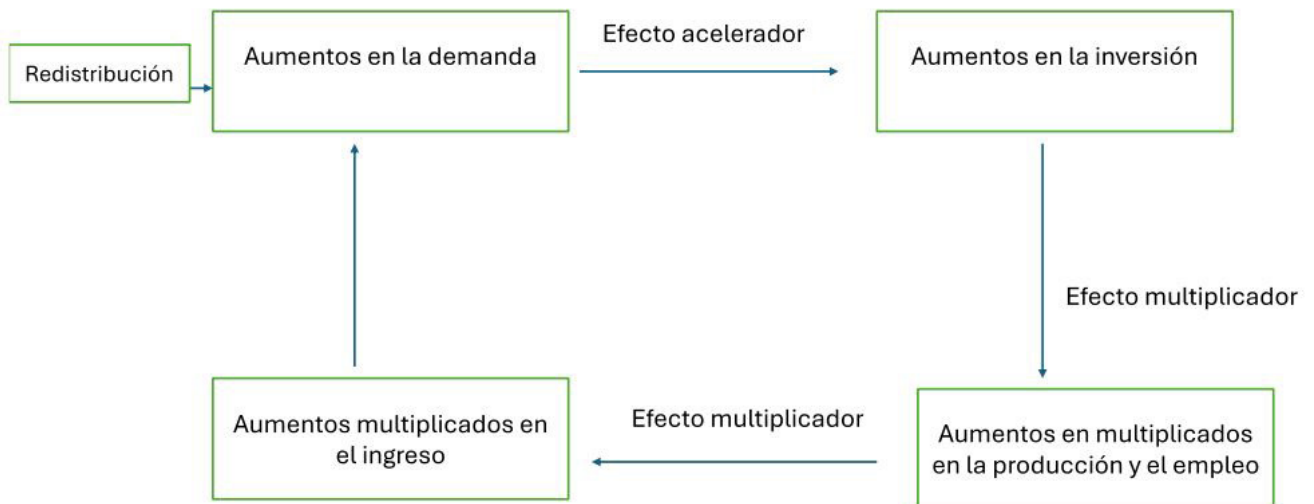 Redistribución
Aumentos en la demanda
Efecto acelerador
Aumentos en la inversión
Efecto multiplicador
Aumentos en multiplicados
en la producción y el empleo
Efecto multiplicador
Aumentos multiplicados en
el ingreso